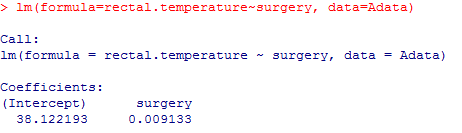 > lm(formula=rectal.temperature~surgery, data=Adata)
Call:
lm(formula = rectal.temperature ~ surgery, data = Adata)
Coefficients:
(Intercept)      surgery
  38.122193     0.009133